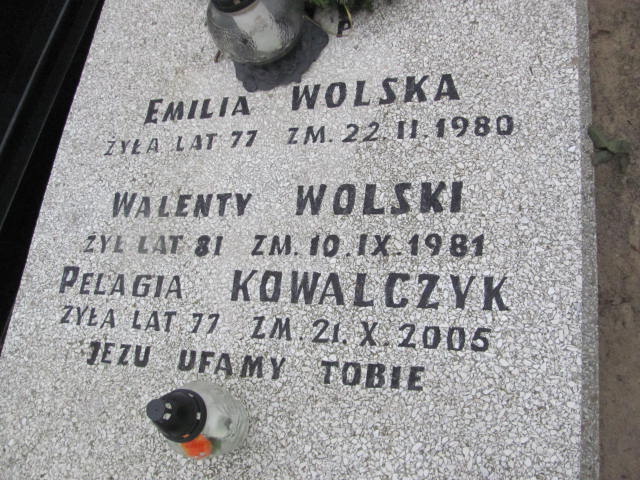 P
EMILIA WOLSKA
ŻYŁA LAT 77 ZM. 22. II. 1980
WALENTY WOLSKI
ŻYŁ LAT 81 ZM. 10. IX. 1981
PELAGIA KOWALCZYK
ŻYŁA LAT 77 ZM. 21. X. 2005
JEZU UFAMY TOBIE